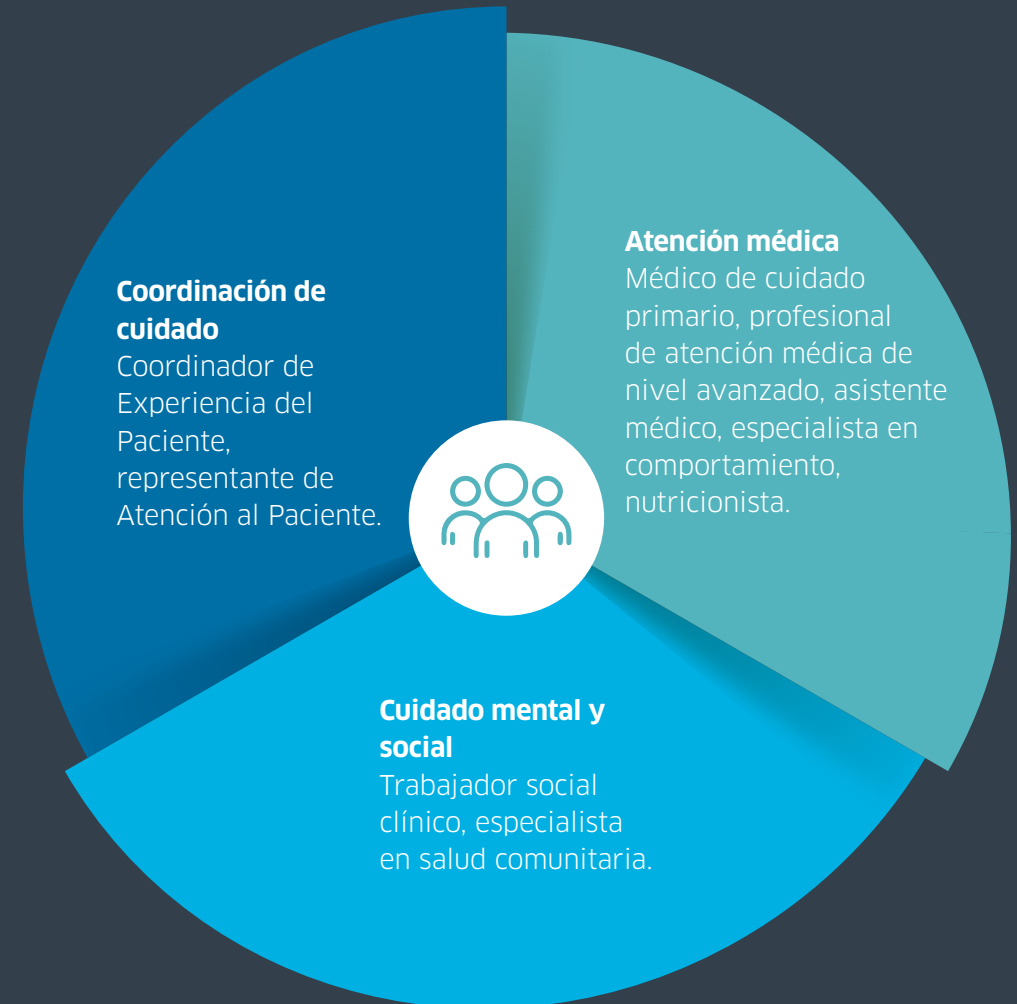 Coordinación de
cuidado
Coordinador de
Experiencia del
Paciente,
representante de
Atención al Paciente.
Atención médica
Médico de cuidado
primario, profesional
de atención médica de
nivel avanzado, asistente
médico, especialista en
comportamiento,
nutricionista.
Cuidado mental y
social
Trabajador social
clínico, especialista
en salud comunitaria.